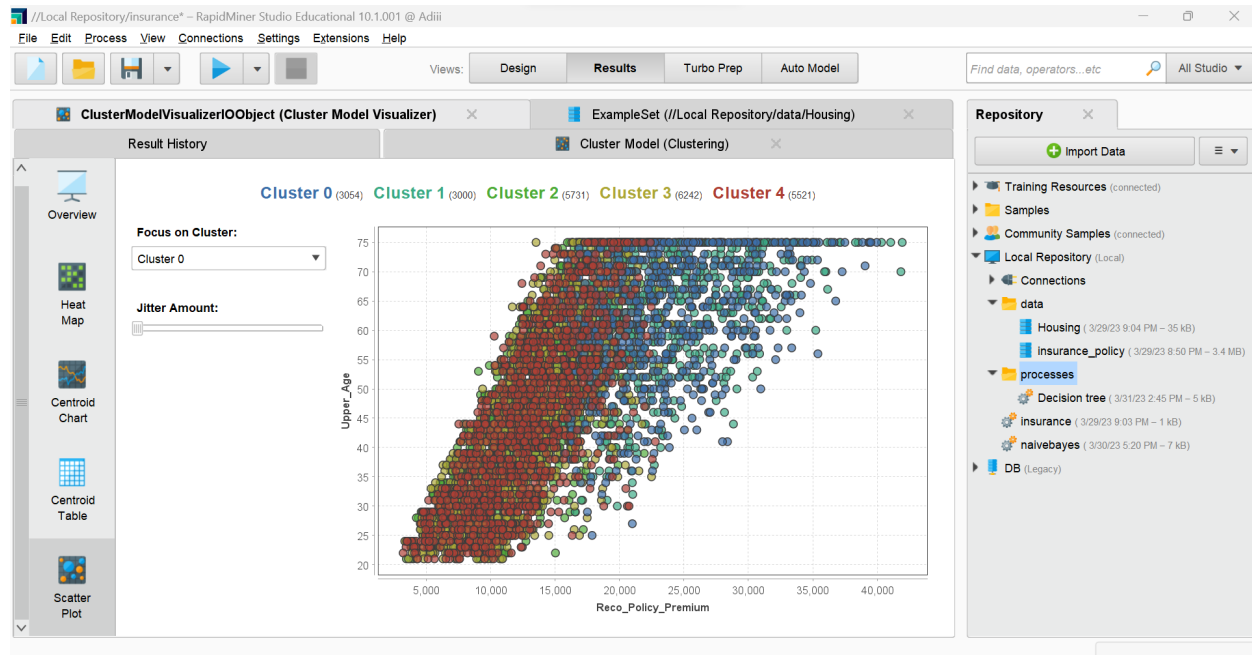 //Local Repository/insurance* – RapidMiner Studio Educational 10.1.001 @ Adiii
File Edit Process View Connections Settings Extensions Help
Views: Design Results Turbo Prep Auto Model
Find data, operators...etc All Studio
ClusterModelVisualizerIOObject (Cluster Model Visualizer)
ExampleSet (//Local Repository/data/Housing)
Result History
Cluster Model (Clustering)
Overview
Heat
Map
Centroid
Chart
Centroid
Table
Scatter
Plot
Cluster 0 (3054) Cluster 1 (3000) Cluster 2 (5731) Cluster 3 (6242) Cluster 4 (5521)
Focus on Cluster:
Cluster 0
Jitter Amount:
Upper_Age
75
70
65
60
55
50
45
40
35
30
25
20
5,000 10,000 15,000 20,000 25,000 30,000 35,000 40,000
Reco_Policy_Premium
Repository
Import Data
Training Resources (connected)
Samples
Community Samples (connected)
Local Repository (Local)
Connections
data
Housing ( 3/29/23 9:04 PM – 35 kB)
insurance_policy ( 3/29/23 8:50 PM – 3.4 MB)
processes
Decision tree ( 3/31/23 2:45 PM – 5 kB)
insurance ( 3/29/23 9:03 PM – 1 kB)
naivebayes ( 3/30/23 5:20 PM – 7 kB)
DB (Legacy)